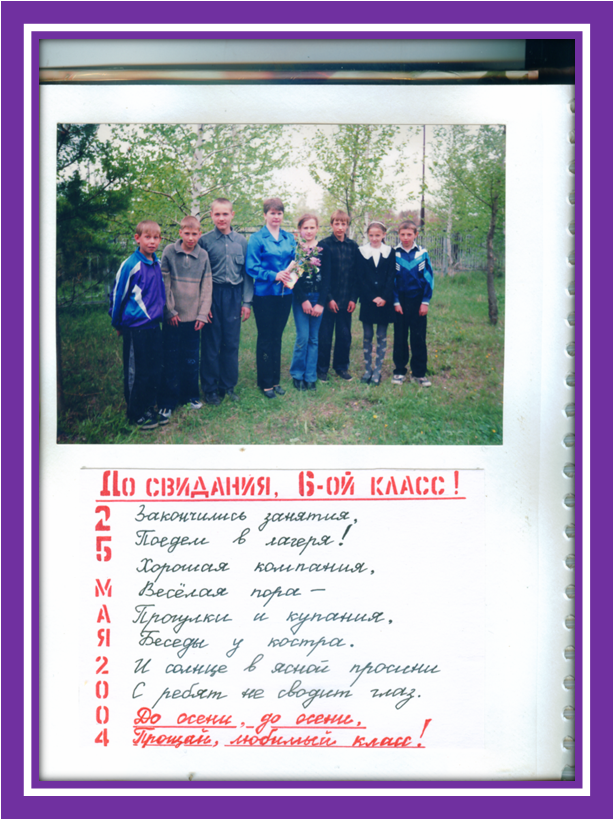 До свидания, 6-ой класс!
25 мая 2004
Закончились занятия,
Поедем в лагеря!
Хорошая компания,
Весёлая пора –
Прогулки и купания,
Беседы у костра.
И солнце в ясной просини
С ребят не сводит глаз.
До осени, до осени,
Прощай, любимый класс!